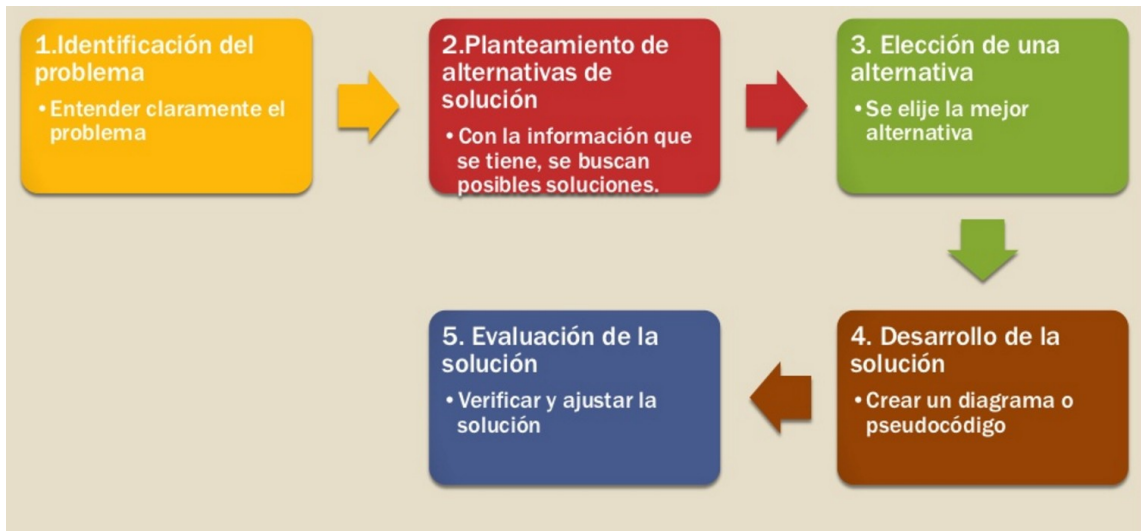 1.Identificación del
problema
•Entender claramente el
problema
2.Planteamiento de
alternativas de
solución
•Con la información que
se tiene, se buscan
posibles soluciones.
3. Elección de una
alternativa
•Se elije la mejor
alternativa
4. Desarrollo de la
solución
•Crear un diagrama o
pseudocódigo
5. Evaluación de la
solución
•Verificar y ajustar la
solución